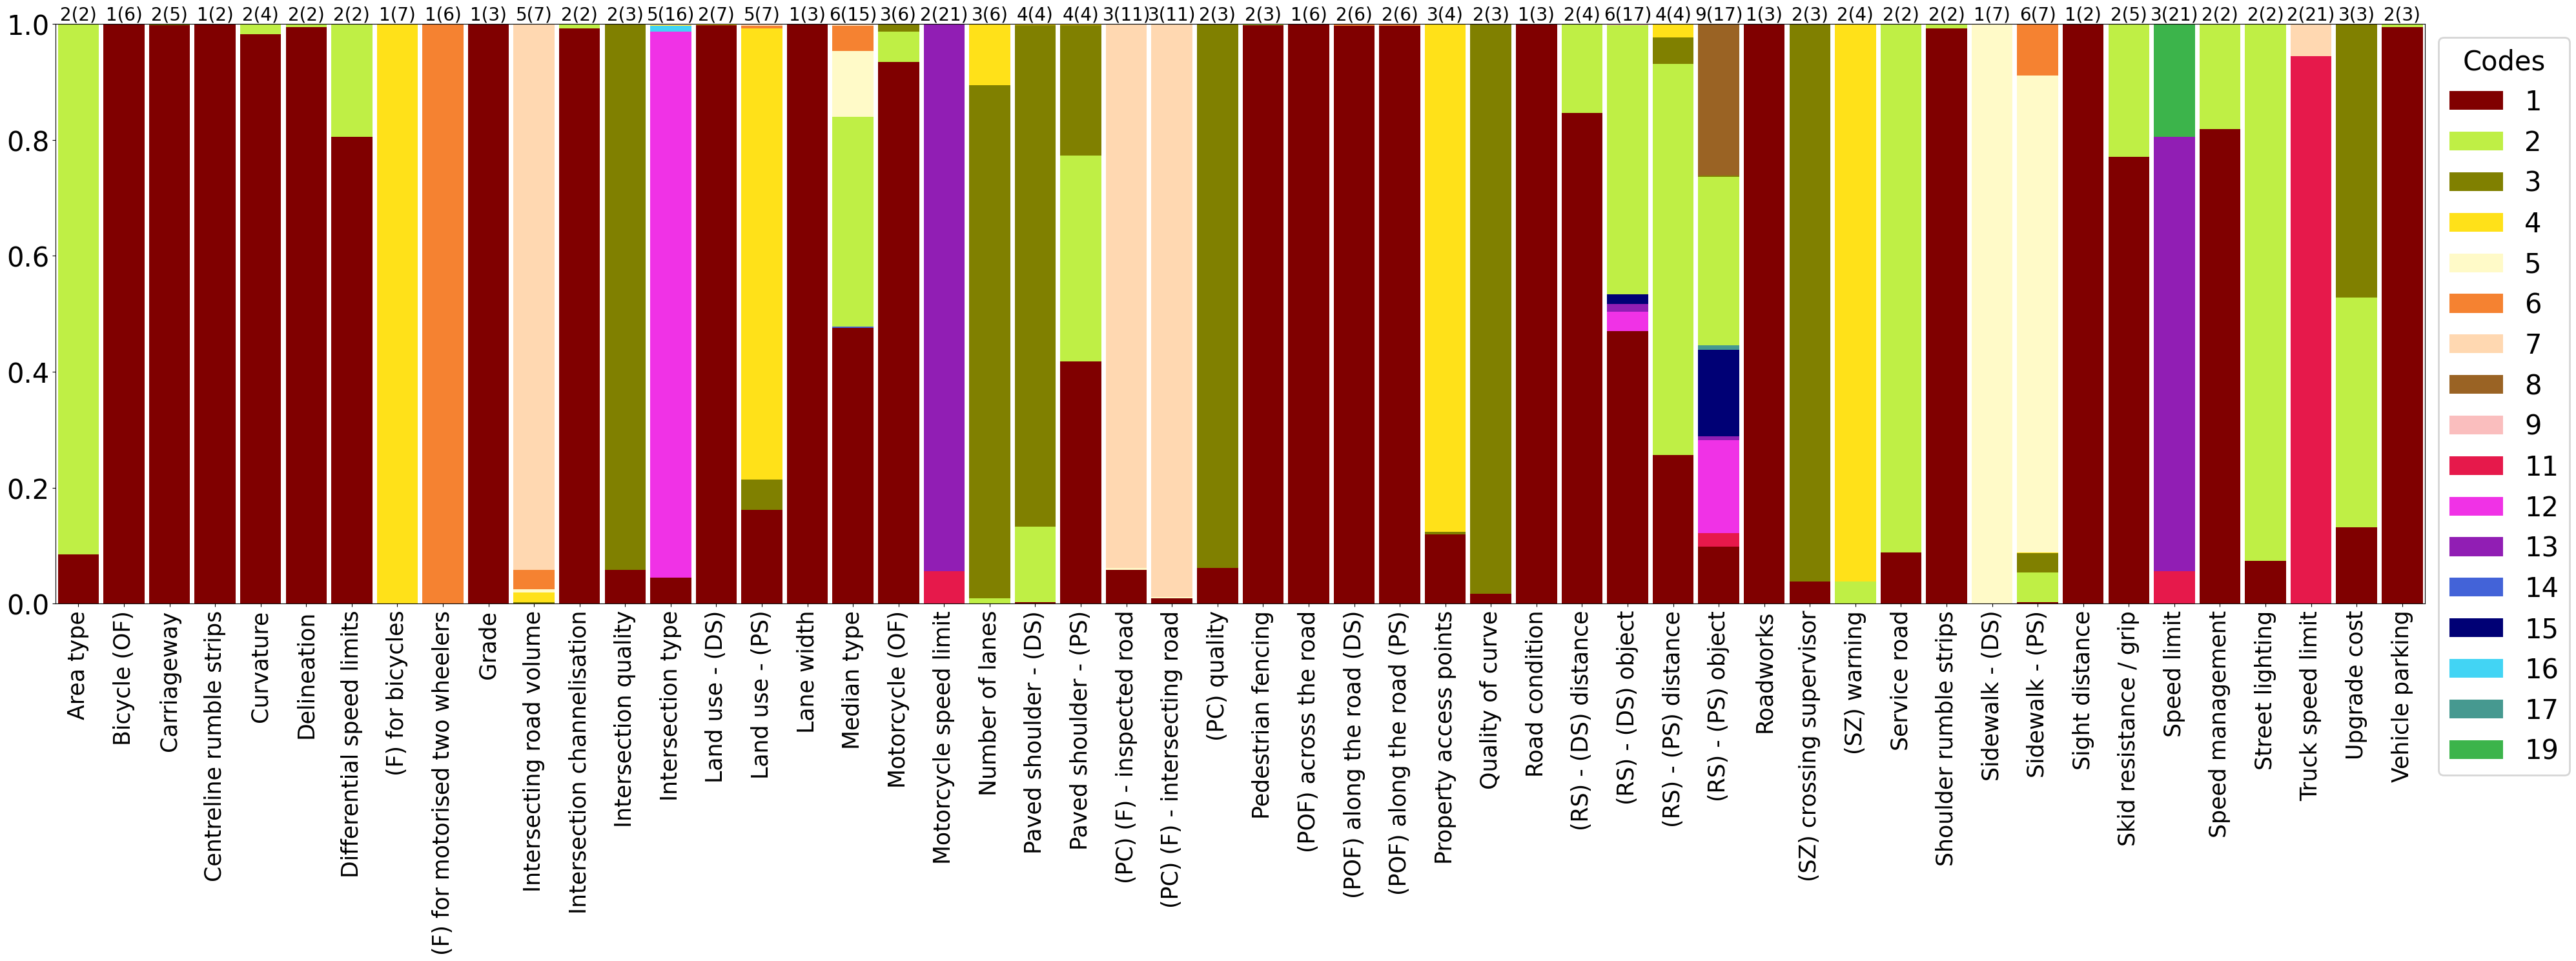 2(2) 1(6) 2(5) 1(2) 2(4) 2(2) 2(2) 1(7) 1(6) 1(3) 5(7) 2(2) 2(3) 5(16) 2(7) 5(7) 1(3) 6(15) 3(6) 2(21) 3(6) 4(4) 4(4) 3(11) 3(11) 2(3) 2(3) 1(6) 2(6) 2(6) 3(4) 2(3) 1(3) 2(4) 6(17) 4(4) 9(17) 1(3) 2(3) 2(4) 2(2) 2(2) 1(7) 6(7) 1(2) 2(5) 3(21) 2(2) 2(2) 2(21) 3(3) 2(3)
1.0
0.8
0.6
0.4
0.2
0.0
Area type
Bicycle (OF)
Carriageway
Centreline rumble strips
Curvature
Delineation
Differential speed limits
(F) for bicycles
(F) for motorised two wheelers
Grade
Intersecting road volume
Intersection channelisation
Intersection quality
Intersection type
Land use - (DS)
Land use - (PS)
Lane width
Median type
Motorcycle (OF)
Motorcycle speed limit
Number of lanes
Paved shoulder - (DS)
Paved shoulder - (PS)
(PC) (F) - inspected road
(PC) (F) - intersecting road
(PC) quality
Pedestrian fencing
(POF) across the road
(POF) along the road (DS)
(POF) along the road (PS)
Property access points
Quality of curve
Road condition
(RS) - (DS) distance
(RS) - (DS) object
(RS) - (PS) distance
(RS) - (PS) object
Roadworks
(SZ) crossing supervisor
(SZ) warning
Service road
Shoulder rumble strips
Sidewalk - (DS)
Sidewalk - (PS)
Sight distance
Skid resistance / grip
Speed limit
Speed management
Street lighting
Truck speed limit
Upgrade cost
Vehicle parking
Codes
1
2
3
4
5
6
7
8
9
11
12
13
14
15
16
17
19